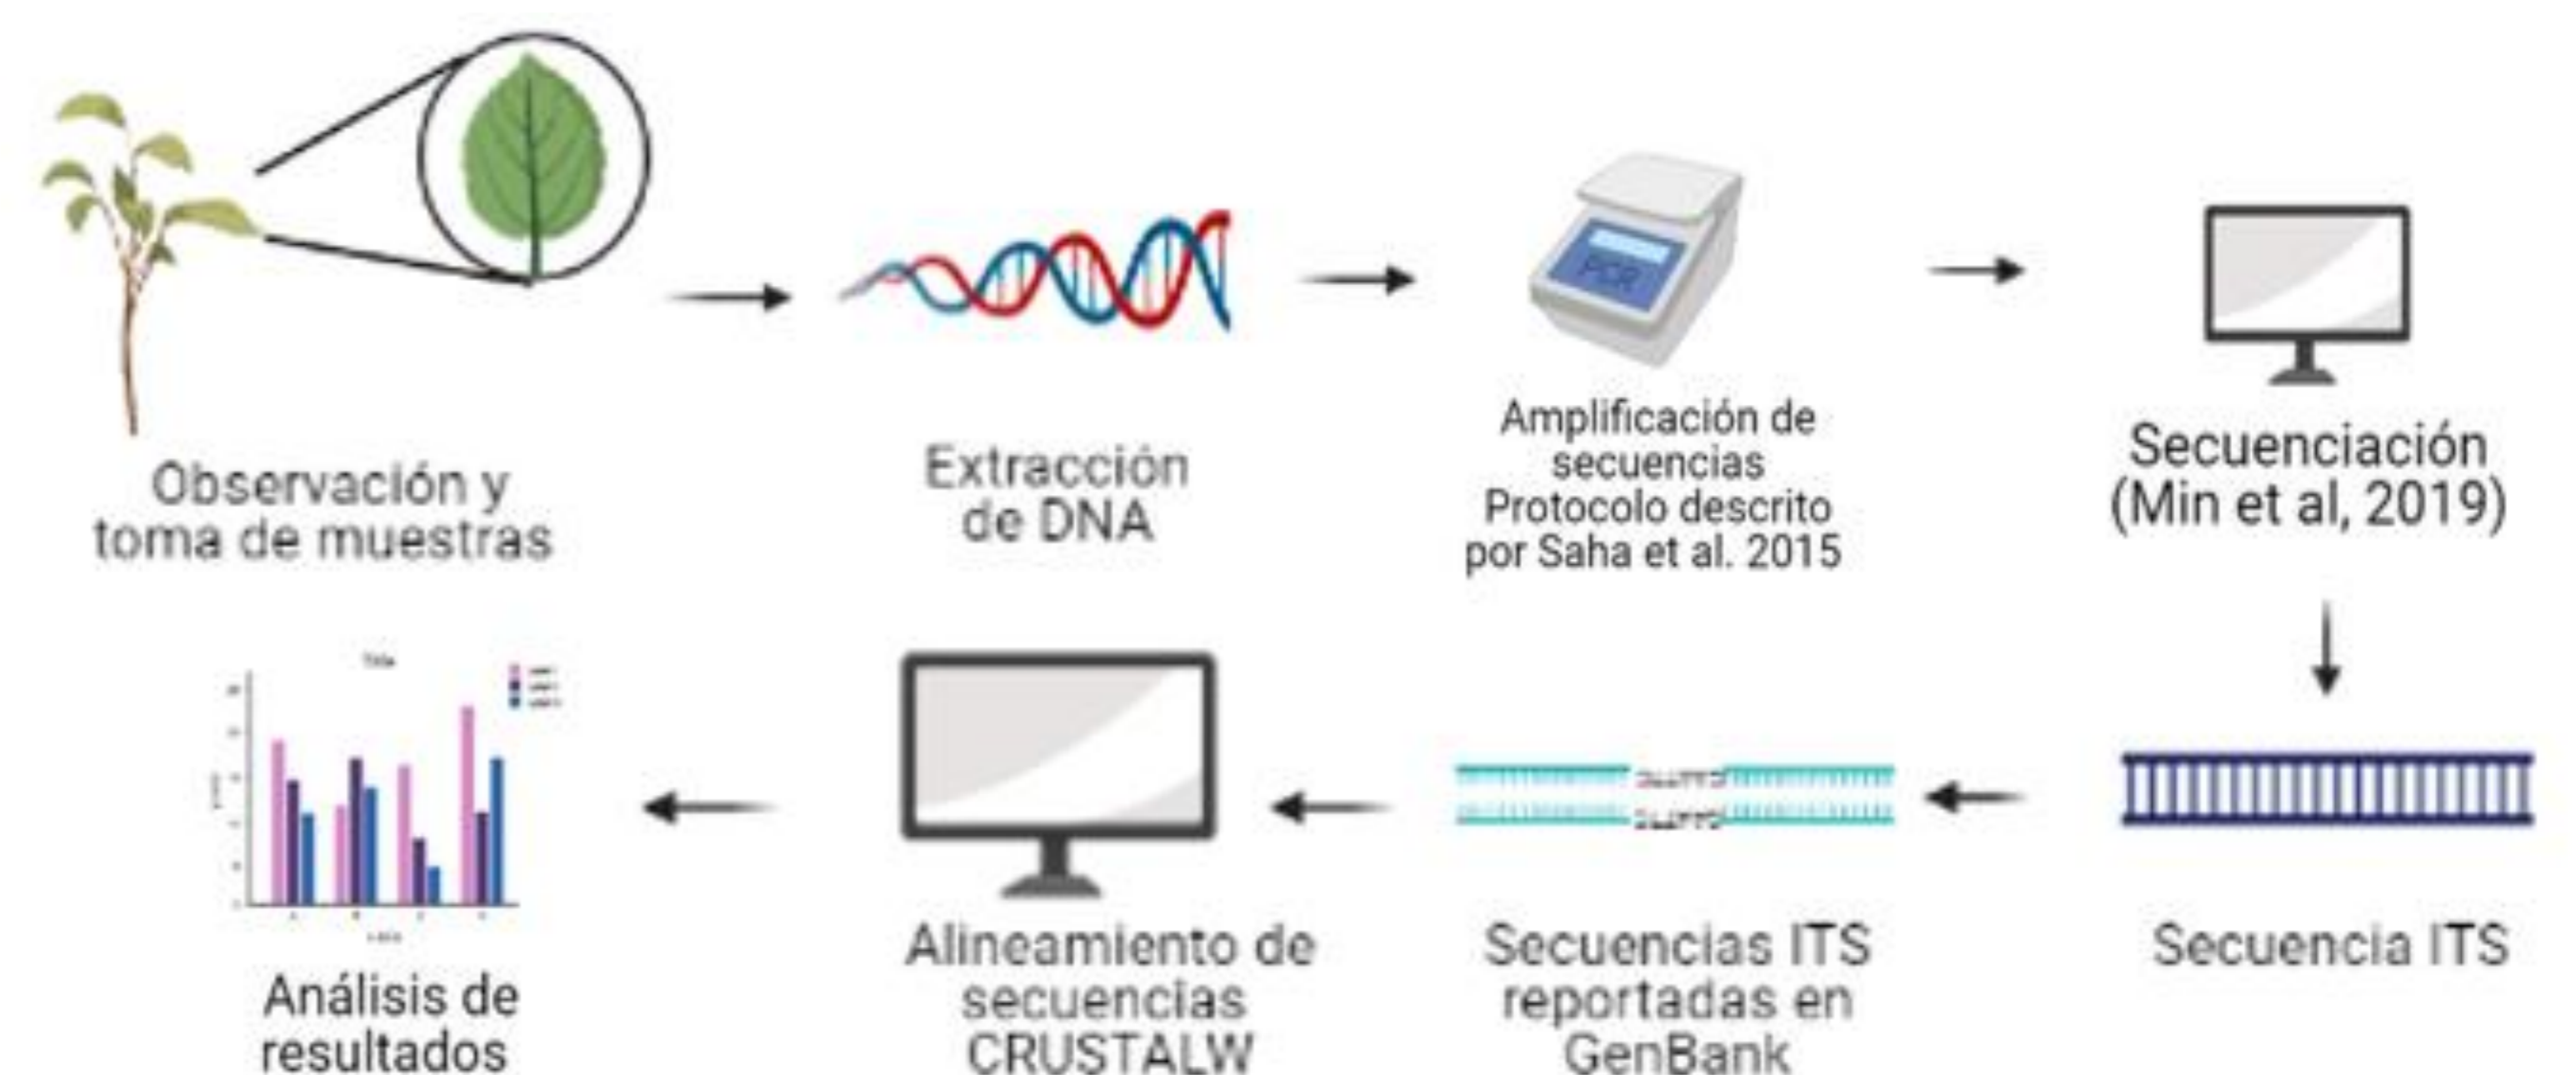 PCR
Observación y
toma de muestras
Extracción
de DNA
Amplificación de
secuencias
Protocolo descrito
por Saha et al. 2015
Secuenciación
(Min et al, 2019)
Secuencia ITS
Secuencias ITS
reportadas en
GenBank
Alineamiento de
secuencias
CRUSTALW
Title
Análisis de
resultados